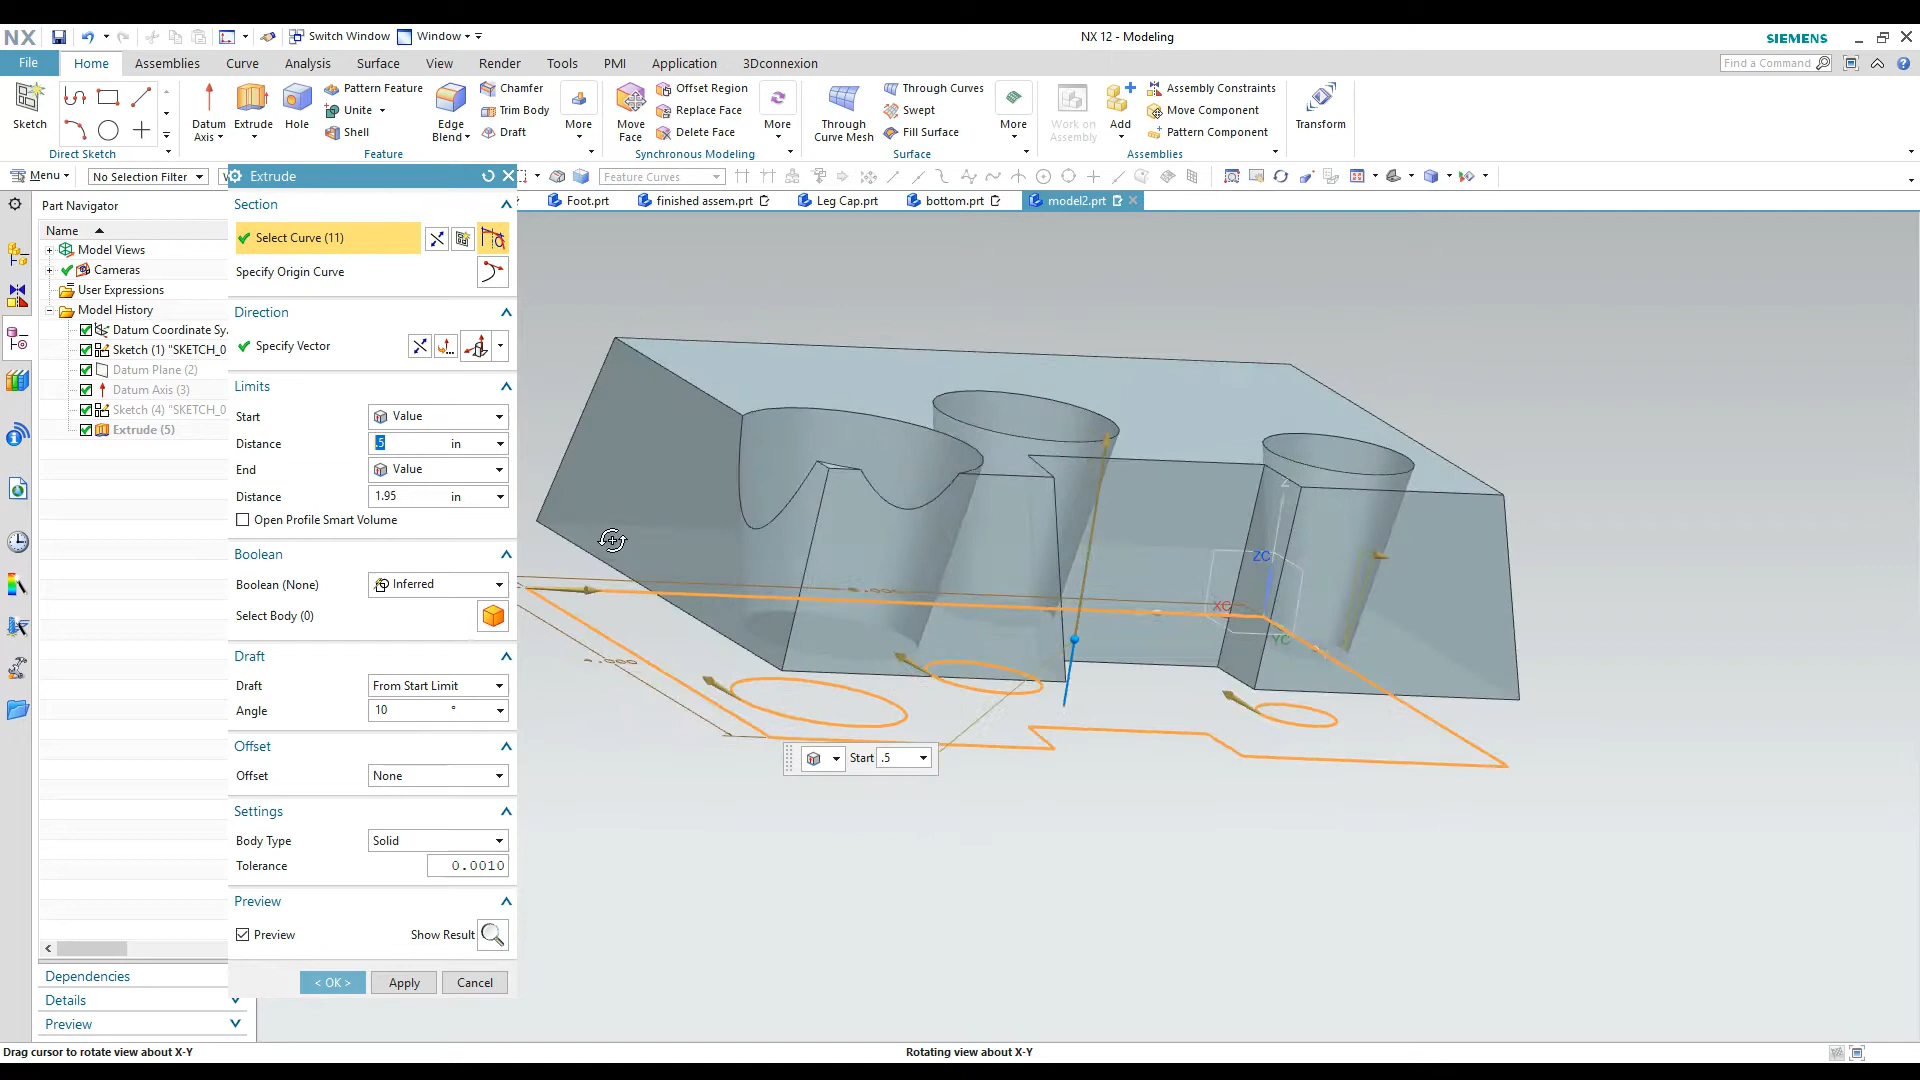 NX
Switch Window
Window
NX 12 - Modeling
SIEMENS
File
Home
Assemblies
Curve
Analysis
Surface
View
Render
Tools
PMI
Application
3Dconnexion
Find a Command
Sketch
Direct Sketch
Datum
Axis
Extrude
Hole
Pattern Feature
Unite
Shell
Edge
Blend
Chamfer
Trim Body
Draft
More
Feature
Move
Face
Offset Region
Replace Face
Delete Face
More
Synchronous Modeling
Through
Curve Mesh
Through Curves
Swept
Fill Surface
More
Surface
Work on
Assembly
Add
Assembly Constraints
Move Component
Pattern Component
Assemblies
Transform
Menu
No Selection Filter
Feature Curves
Foot.prt
finished assem.prt
Leg Cap.prt
bottom.prt
model2.prt
Part Navigator
Name
Model Views
Cameras
User Expressions
Model History
Datum Coordinate Sy.
Sketch (1) "SKETCH_0
Datum Plane (2)
Datum Axis (3)
Sketch (4) "SKETCH_0
Extrude (5)
Dependencies
Details
Preview
Extrude
Section
Select Curve (11)
Specify Origin Curve
Direction
Specify Vector
Limits
Start Value
Distance .5 in
End Value
Distance 1.95 in
Open Profile Smart Volume
Boolean
Boolean (None) Inferred
Select Body (0)
Draft
Draft From Start Limit
Angle 10 °
Offset
Offset None
Settings
Body Type Solid
Tolerance 0.0010
Preview
Preview
Show Result
< OK >
Apply
Cancel
Z
ZC
XC
YC
Start .5
Drag cursor to rotate view about X-Y
Rotating view about X-Y